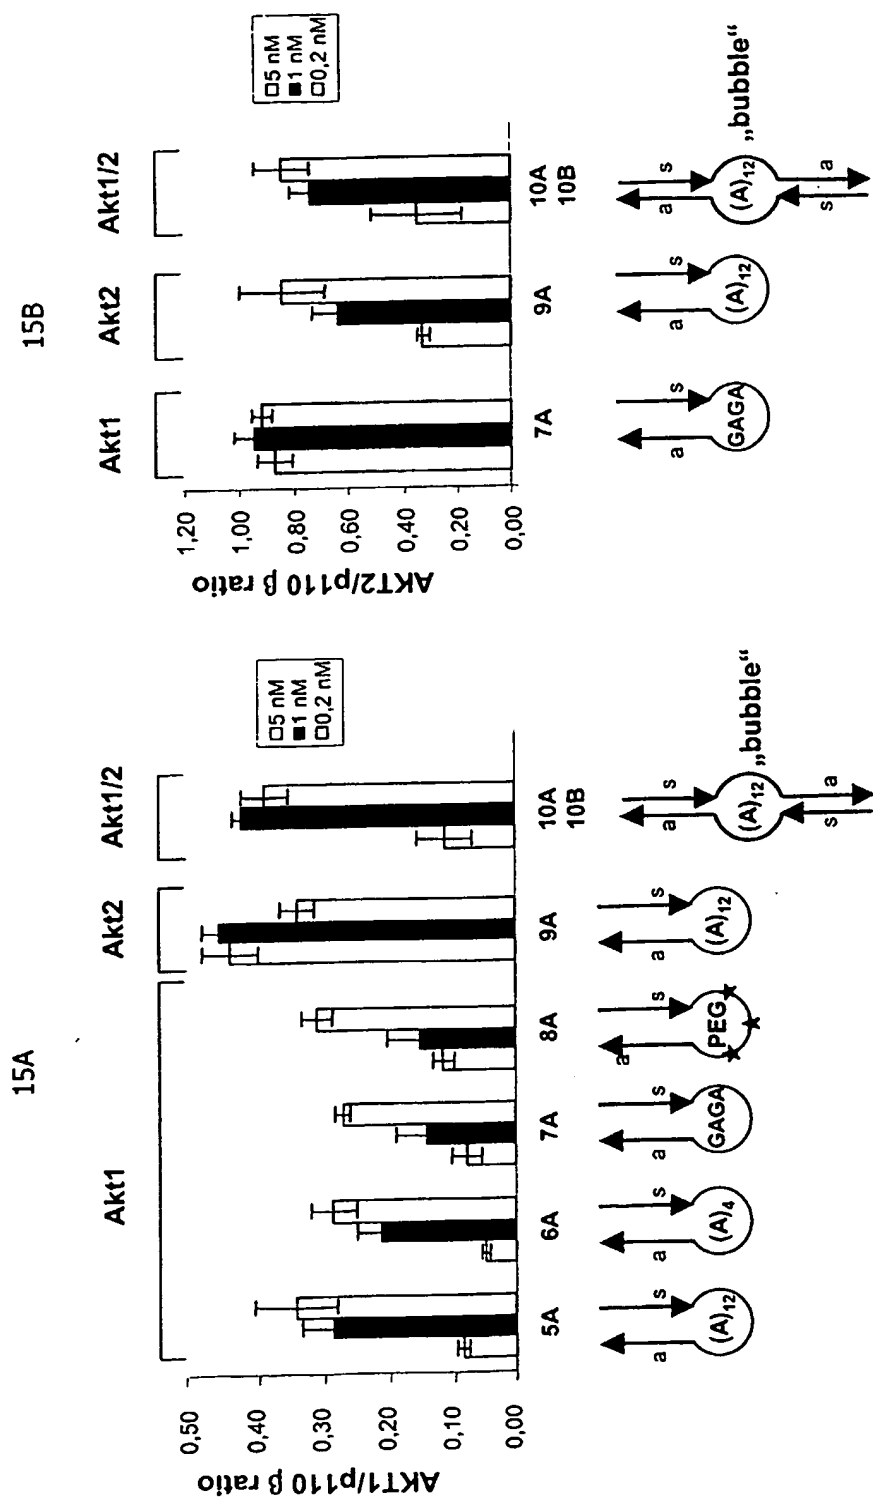 15A
Akt1
Akt2
Akt1/2
5 nM
1 nM
0,2 nM
AKT1/p110 β ratio
0,50
0,40
0,30
0,20
0,10
0,00
5A
6A
7A
8A
9A
10A
10B
a s
(A)12
a s
(A)4
a s
GAGA
a s
PEG
a s
(A)12
a s
(A)12
s a
„bubble“
15B
Akt1
Akt2
Akt1/2
5 nM
1 nM
0,2 nM
AKT2/p110 β ratio
1,20
1,00
0,80
0,60
0,40
0,20
0,00
7A
9A
10A
10B
a s
GAGA
a s
(A)12
a s
(A)12
s a
„bubble“